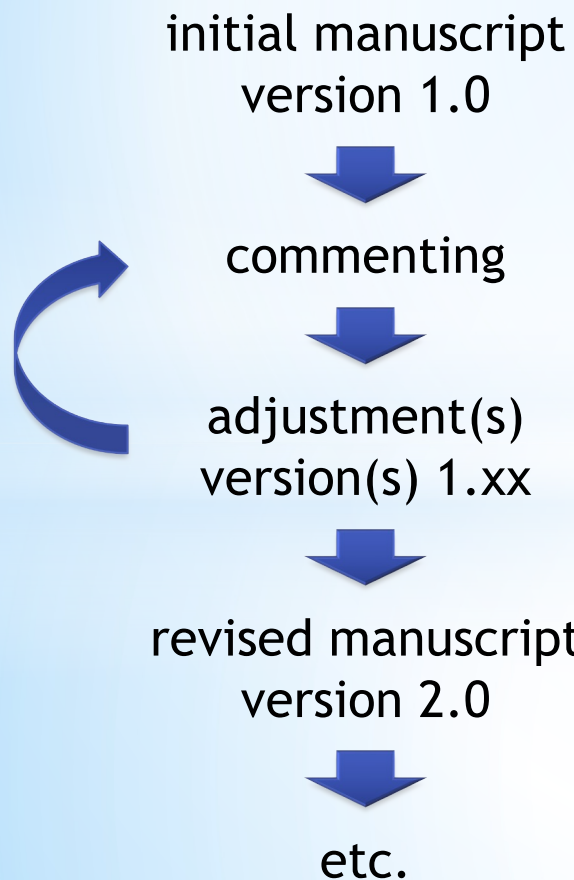 initial manuscript
version 1.0
commenting
adjustment(s)
version(s) 1.xx
revised manuscript
version 2.0
etc.